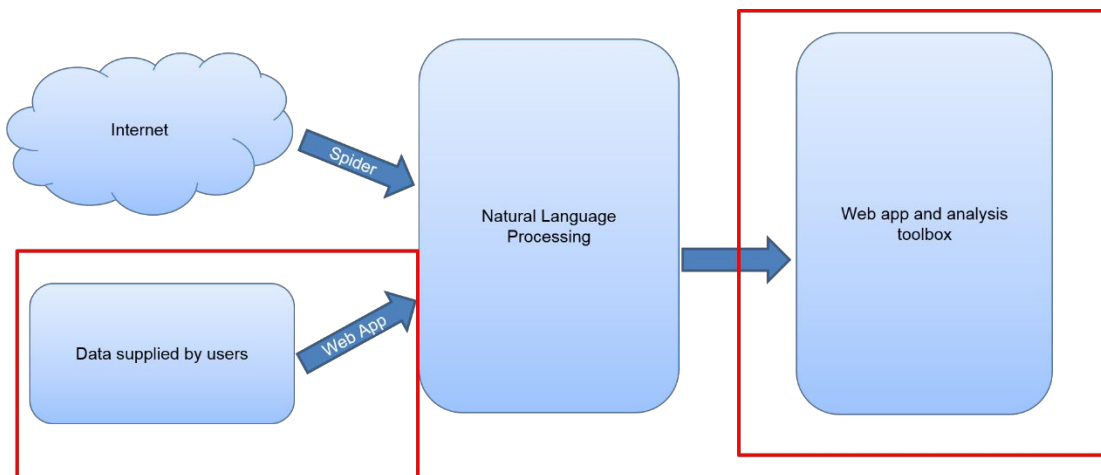 Internet
Spider
Natural Language
Processing
Web app and analysis
toolbox
Data supplied by users
Web App